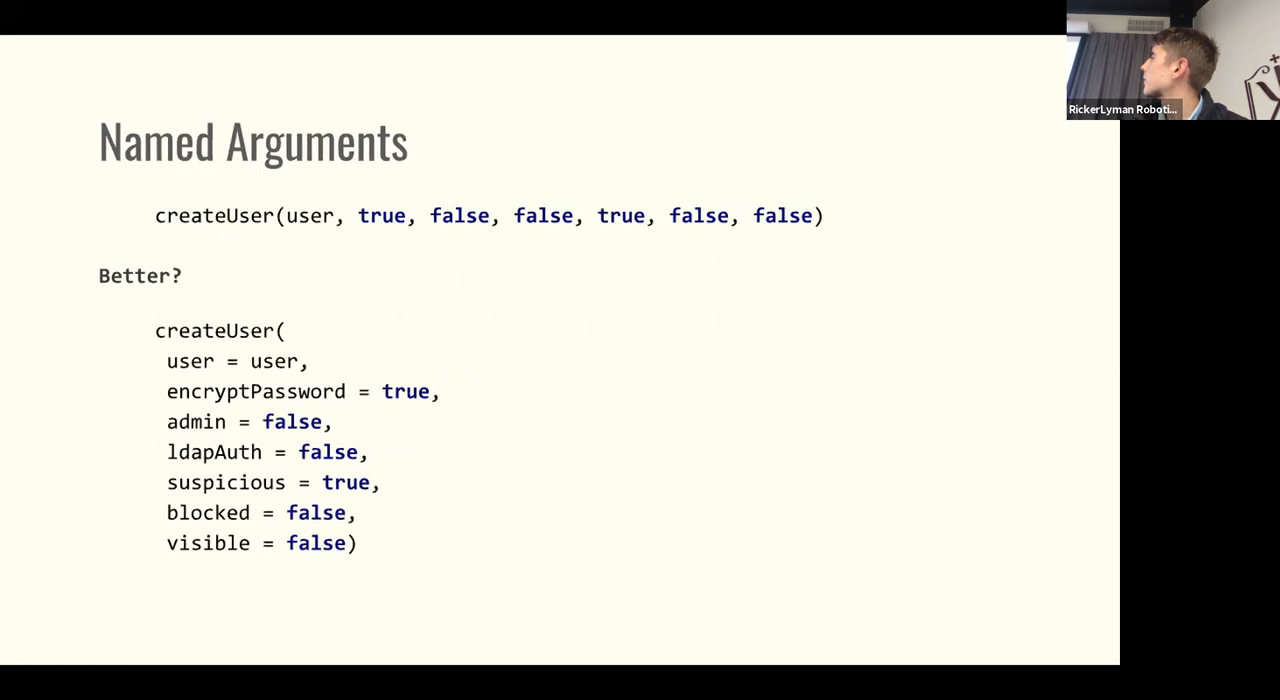 RickerLyman Roboti...
Named Arguments
createUser(user, true, false, false, true, false, false)
Better?
createUser(
user = user,
encryptPassword = true,
admin = false,
ldapAuth = false,
suspicious = true,
blocked = false,
visible = false)